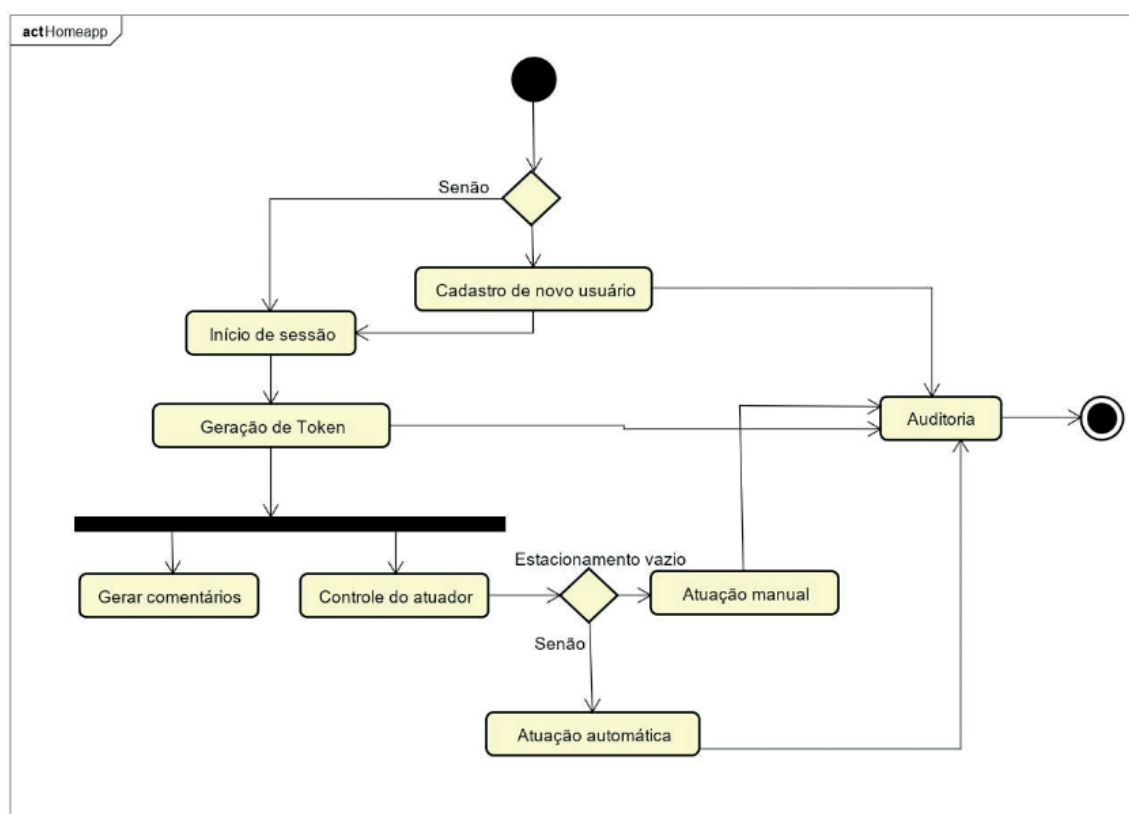 actHomeapp
Senão
Cadastro de novo usuário
Início de sessão
Geração de Token
Auditoria
Estacionamento vazio
Gerar comentários
Controle do atuador
Atuação manual
Senão
Atuação automática